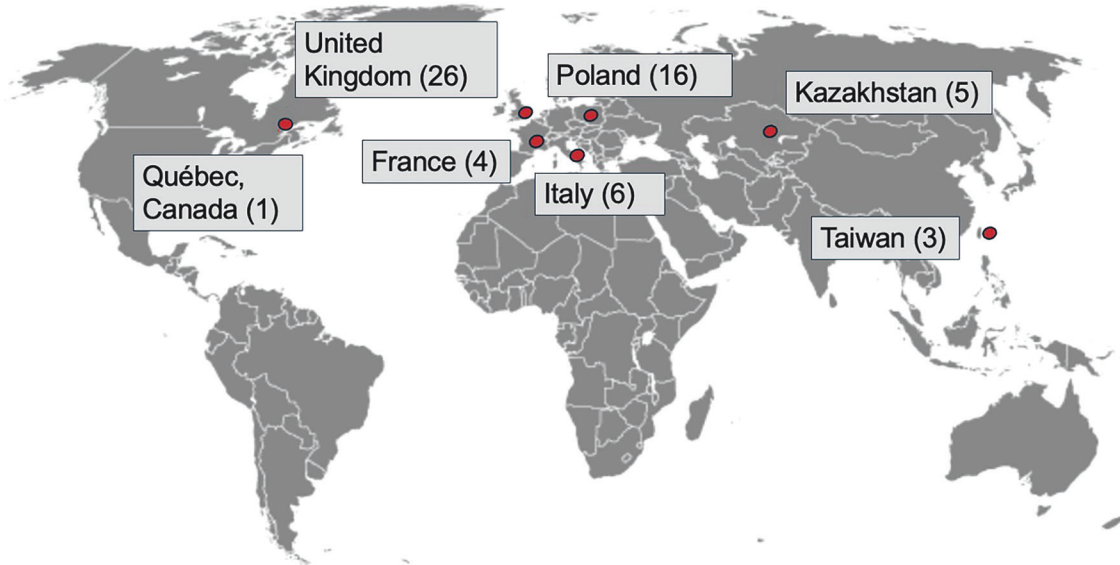 United
Kingdom (26)
Poland (16)
Kazakhstan (5)
France (4)
Québec,
Canada (1)
Italy (6)
Taiwan (3)